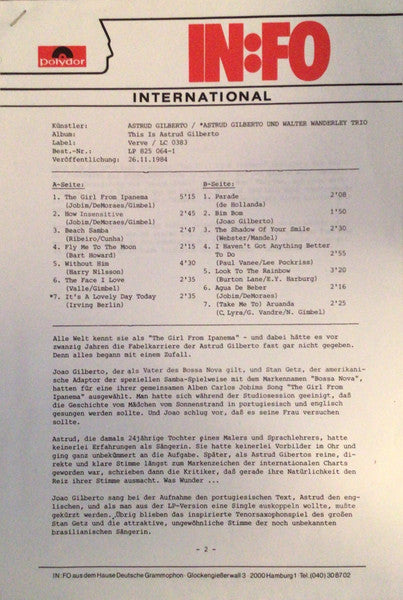 polydor
IN:FO
INTERNATIONAL
Künstler: ASTRUD GILBERTO / *ASTRUD GILBERTO UND WALTER WANDERLEY TRIO
Album: This Is Astrud Gilberto
Label: Verve / LC 0383
Best.-Nr.: LP 825 064-1
Veröffentlichung: 26.11.1984
A-Seite:
1. The Girl From Ipanema 5'15
(Jobim/DeMoraes/Gimbel)
2. How Insensitive 2'45
(Jobim/DeMoraes/Gimbel)
3. Beach Samba 2'47
(Ribeiro/Cunha)
4. Fly Me To The Moon 2'15
(Bart Howard)
5. Without Him 4'30
(Harry Nilsson)
6. The Face I Love 2'35
(Valle/Gimbel)
*7. It's A Lovely Day Today 2'35
(Irving Berlin)
B-Seite:
1. Parade 2'08
(de Hollanda)
2. Bim Bom 1'50
(Joao Gilberto)
3. The Shadow Of Your Smile 2'30
(Webster/Mandel)
4. I Haven't Got Anything Better
To Do 2'55
(Paul Vanee/Lee Pockriss)
5. Look To The Rainbow 3'20
(Burton Lane/E.Y. Harburg)
6. Aqua De Beber 2'16
(Jobim/DeMoraes)
7. (Take Me To) Aruanda 2'25
(C. Lyra/G. Vandre/N. Gimbel)
Alle Welt kennt sie als "The Girl From Ipanema" - und dabei hätte es vor
zwanzig Jahren die Fabelkarriere der Astrud Gilberto fast gar nicht gegeben.
Denn alles begann mit einem Zufall.
Joao Gilberto, der als Vater des Bossa Nova gilt, und Stan Getz, der amerikani-
sche Adaptor der speziellen Samba-Spielweise mit dem Markennamen "Bossa Nova",
hatten für eine ihrer gemeinsamen Alben Carlos Jobims Song "The Girl From
Ipanema" ausgewählt. Man hatte sich während der Studiosession geeinigt, daß
die Geschichte vom Mädchen vom Sonnenstrand in portugiesisch und englisch
gesungen werden sollte. Und Joao schlug vor, daß es seine Frau versuchen
sollte.
Astrud, die damals 24jährige Tochter eines Malers und Sprachlehrers, hatte
keinerlei Erfahrungen als Sängerin. Sie hatte keinerlei Vorbilder im Ohr und
ging ganz unbekümmert an die Aufgabe. Später, als Astrud Gibertos reine, di-
rekte und klare Stimme längst zum Markenzeichen der internationalen Charts
geworden war, schrieben dann die Kritiker, daß gerade ihre Natürlichkeit den
Reiz ihrer Stimme ausmacht. Was Wunder ...
Joao Gilberto sang bei der Aufnahme den portugiesischen Text, Astrud den eng-
lischen, und als man aus der LP-Version eine Single auskoppeln wollte, mußte
gekürzt werden. Übrig blieben das inspirierte Tenorsaxophonspiel des großen
Stan Getz und die attraktive, ungewöhnliche Stimme der noch unbekannten
brasilianischen Sängerin.
- 2 -
IN:FO aus dem Hause Deutsche Grammophon · Glockengießerwall 3 · 2000 Hamburg 1 · Tel. (040) 30 87 02